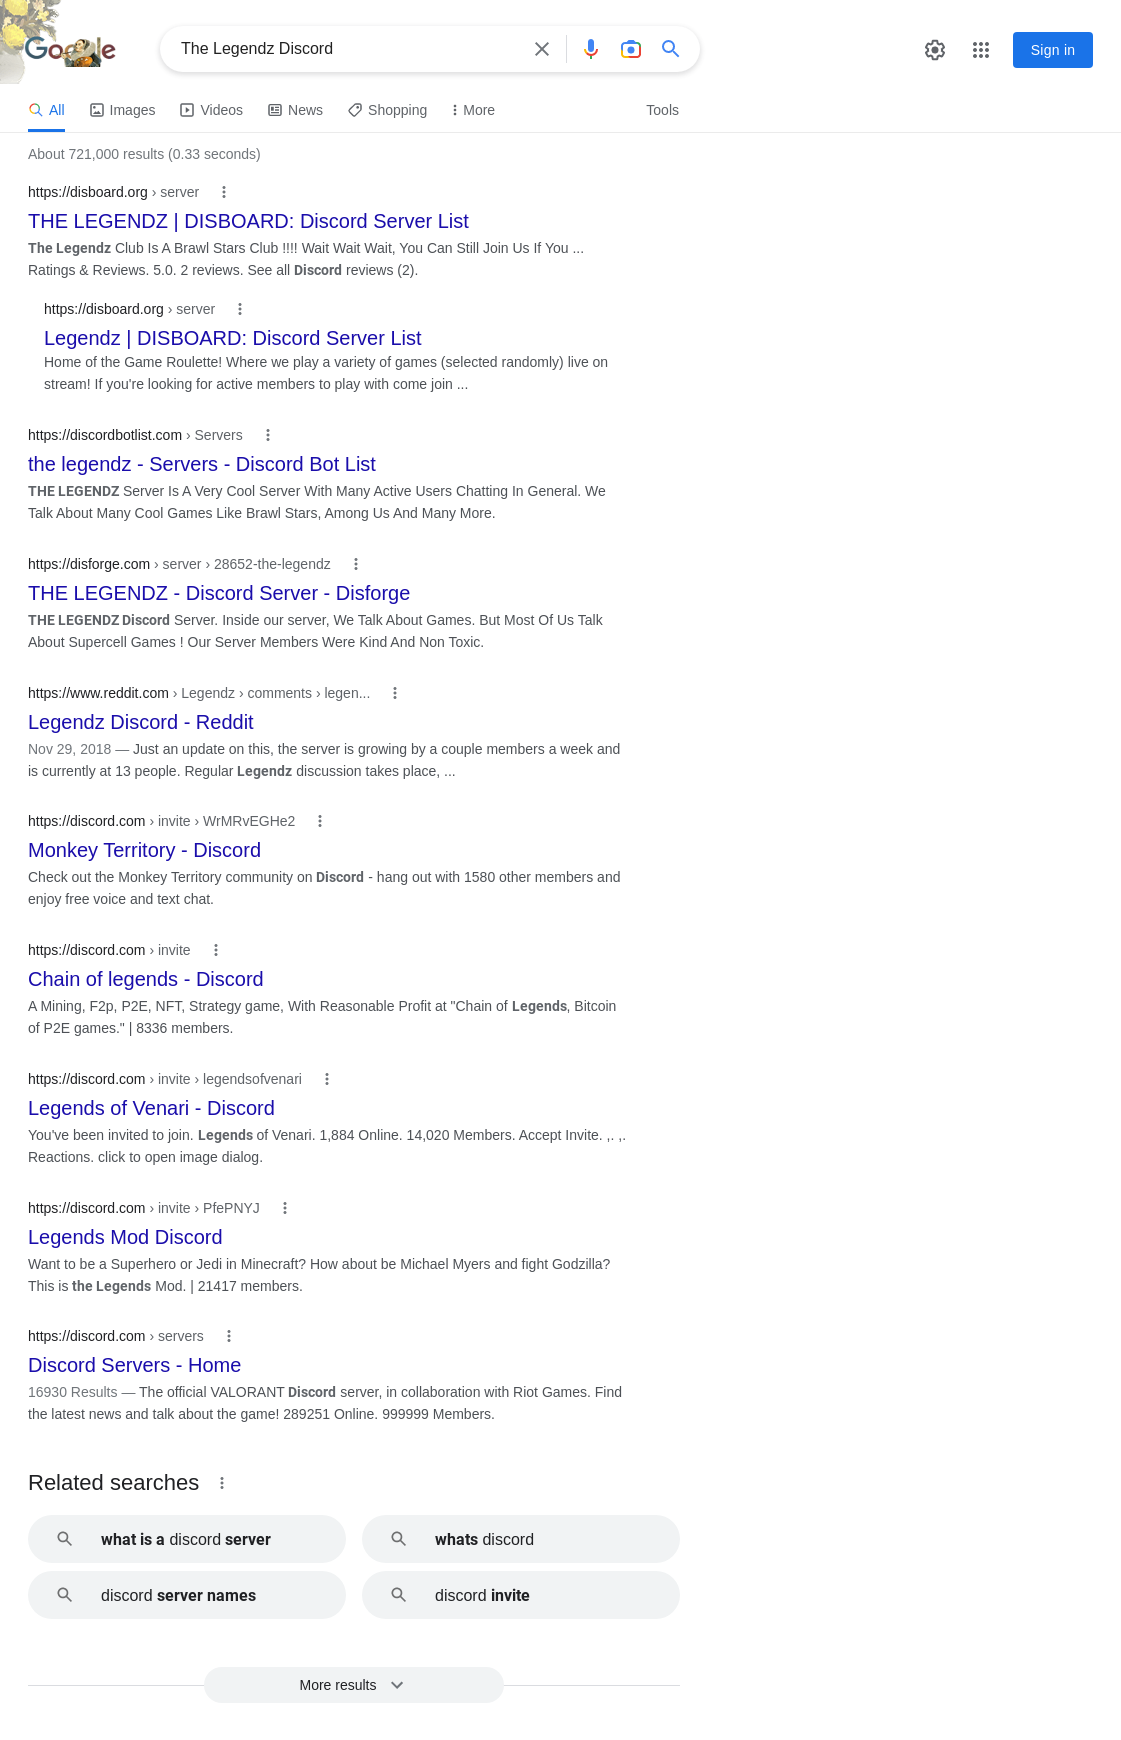 Google
The Legendz Discord
Sign in
All Images Videos News Shopping More Tools
About 721,000 results (0.33 seconds)
https://disboard.org › server
THE LEGENDZ | DISBOARD: Discord Server List
The Legendz Club Is A Brawl Stars Club !!!! Wait Wait Wait, You Can Still Join Us If You ...
Ratings & Reviews. 5.0. 2 reviews. See all Discord reviews (2).
https://disboard.org › server
Legendz | DISBOARD: Discord Server List
Home of the Game Roulette! Where we play a variety of games (selected randomly) live on
stream! If you're looking for active members to play with come join ...
https://discordbotlist.com › Servers
the legendz - Servers - Discord Bot List
THE LEGENDZ Server Is A Very Cool Server With Many Active Users Chatting In General. We
Talk About Many Cool Games Like Brawl Stars, Among Us And Many More.
https://disforge.com › server › 28652-the-legendz
THE LEGENDZ - Discord Server - Disforge
THE LEGENDZ Discord Server. Inside our server, We Talk About Games. But Most Of Us Talk
About Supercell Games ! Our Server Members Were Kind And Non Toxic.
https://www.reddit.com › Legendz › comments › legen...
Legendz Discord - Reddit
Nov 29, 2018 — Just an update on this, the server is growing by a couple members a week and
is currently at 13 people. Regular Legendz discussion takes place, ...
https://discord.com › invite › WrMRvEGHe2
Monkey Territory - Discord
Check out the Monkey Territory community on Discord - hang out with 1580 other members and
enjoy free voice and text chat.
https://discord.com › invite
Chain of legends - Discord
A Mining, F2p, P2E, NFT, Strategy game, With Reasonable Profit at "Chain of Legends, Bitcoin
of P2E games." | 8336 members.
https://discord.com › invite › legendsofvenari
Legends of Venari - Discord
You've been invited to join. Legends of Venari. 1,884 Online. 14,020 Members. Accept Invite. ,. ,.
Reactions. click to open image dialog.
https://discord.com › invite › PfePNYJ
Legends Mod Discord
Want to be a Superhero or Jedi in Minecraft? How about be Michael Myers and fight Godzilla?
This is the Legends Mod. | 21417 members.
https://discord.com › servers
Discord Servers - Home
16930 Results — The official VALORANT Discord server, in collaboration with Riot Games. Find
the latest news and talk about the game! 289251 Online. 999999 Members.
Related searches
what is a discord server
whats discord
discord server names
discord invite
More results